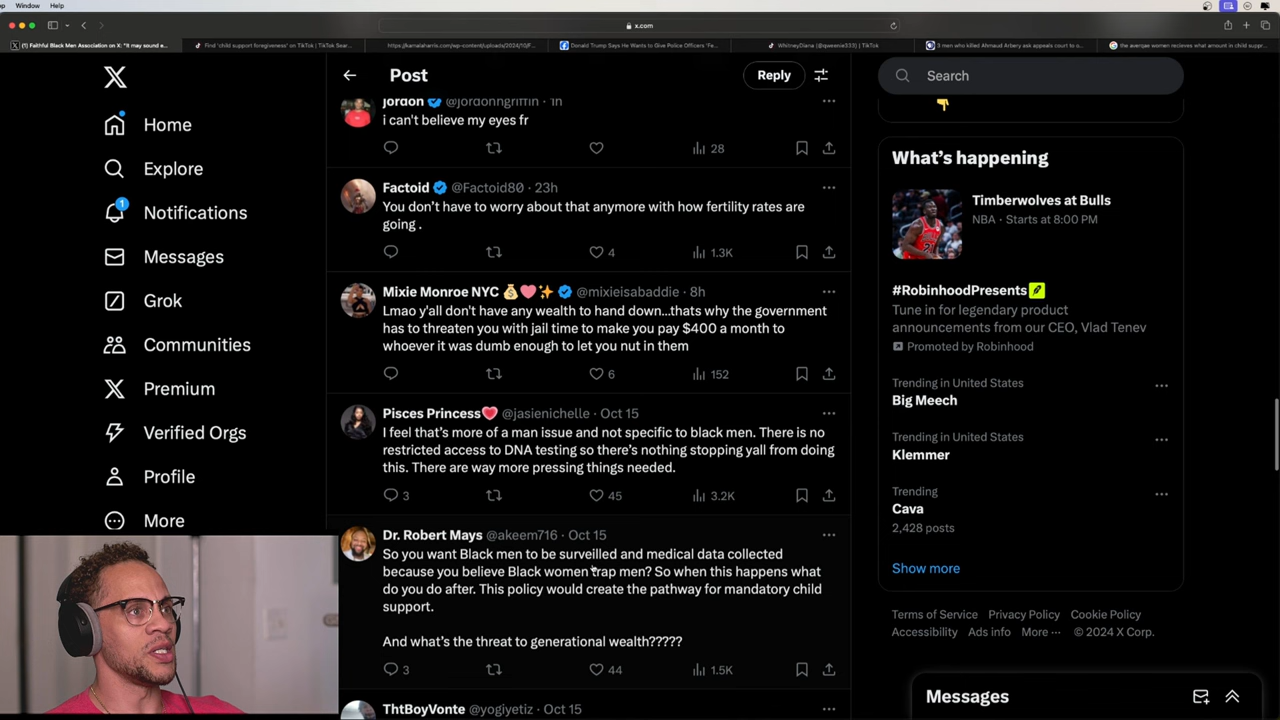 Window Help
x.com
Faithful Black Men Association on X: "It may sound e...
Find 'child support forgiveness' on TikTok | TikTok Sear...
https://kamalaharris.com/wp-content/uploads/2024/10/F...
Donald Trump Says He Wants to Give Police Officers 'Fe...
WhitneyDiana (@qweenie333) | TikTok
3 men who killed Ahmaud Arbery ask appeals court to o...
the averqae women recieves what amount in child suppr...
Home
Explore
1
Notifications
Messages
Grok
Communities
Premium
Verified Orgs
Profile
More
Post
Reply
jordon @jordonngriffin · 1h
i can't believe my eyes fr
28
Factoid @Factoid80 · 23h
You don't have to worry about that anymore with how fertility rates are
going .
4 1.3K
Mixie Monroe NYC 💰💖✨ @mixieisabaddie · 8h
Lmao y'all don't have any wealth to hand down...thats why the government
has to threaten you with jail time to make you pay $400 a month to
whoever it was dumb enough to let you nut in them
6 152
Pisces Princess❤️ @jasienichelle · Oct 15
I feel that's more of a man issue and not specific to black men. There is no
restricted access to DNA testing so there's nothing stopping yall from doing
this. There are way more pressing things needed.
3 45 3.2K
Dr. Robert Mays @akeem716 · Oct 15
So you want Black men to be surveilled and medical data collected
because you believe Black women trap men? So when this happens what
do you do after. This policy would create the pathway for mandatory child
support.
And what's the threat to generational wealth?????
3 44 1.5K
ThtBoyVonte @yogiyetiz · Oct 15
Search
What's happening
Timberwolves at Bulls
NBA · Starts at 8:00 PM
#RobinhoodPresents
Tune in for legendary product
announcements from our CEO, Vlad Tenev
Promoted by Robinhood
Trending in United States
Big Meech
Trending in United States
Klemmer
Trending
Cava
2,428 posts
Show more
Terms of Service Privacy Policy Cookie Policy
Accessibility Ads info More ··· © 2024 X Corp.
Messages